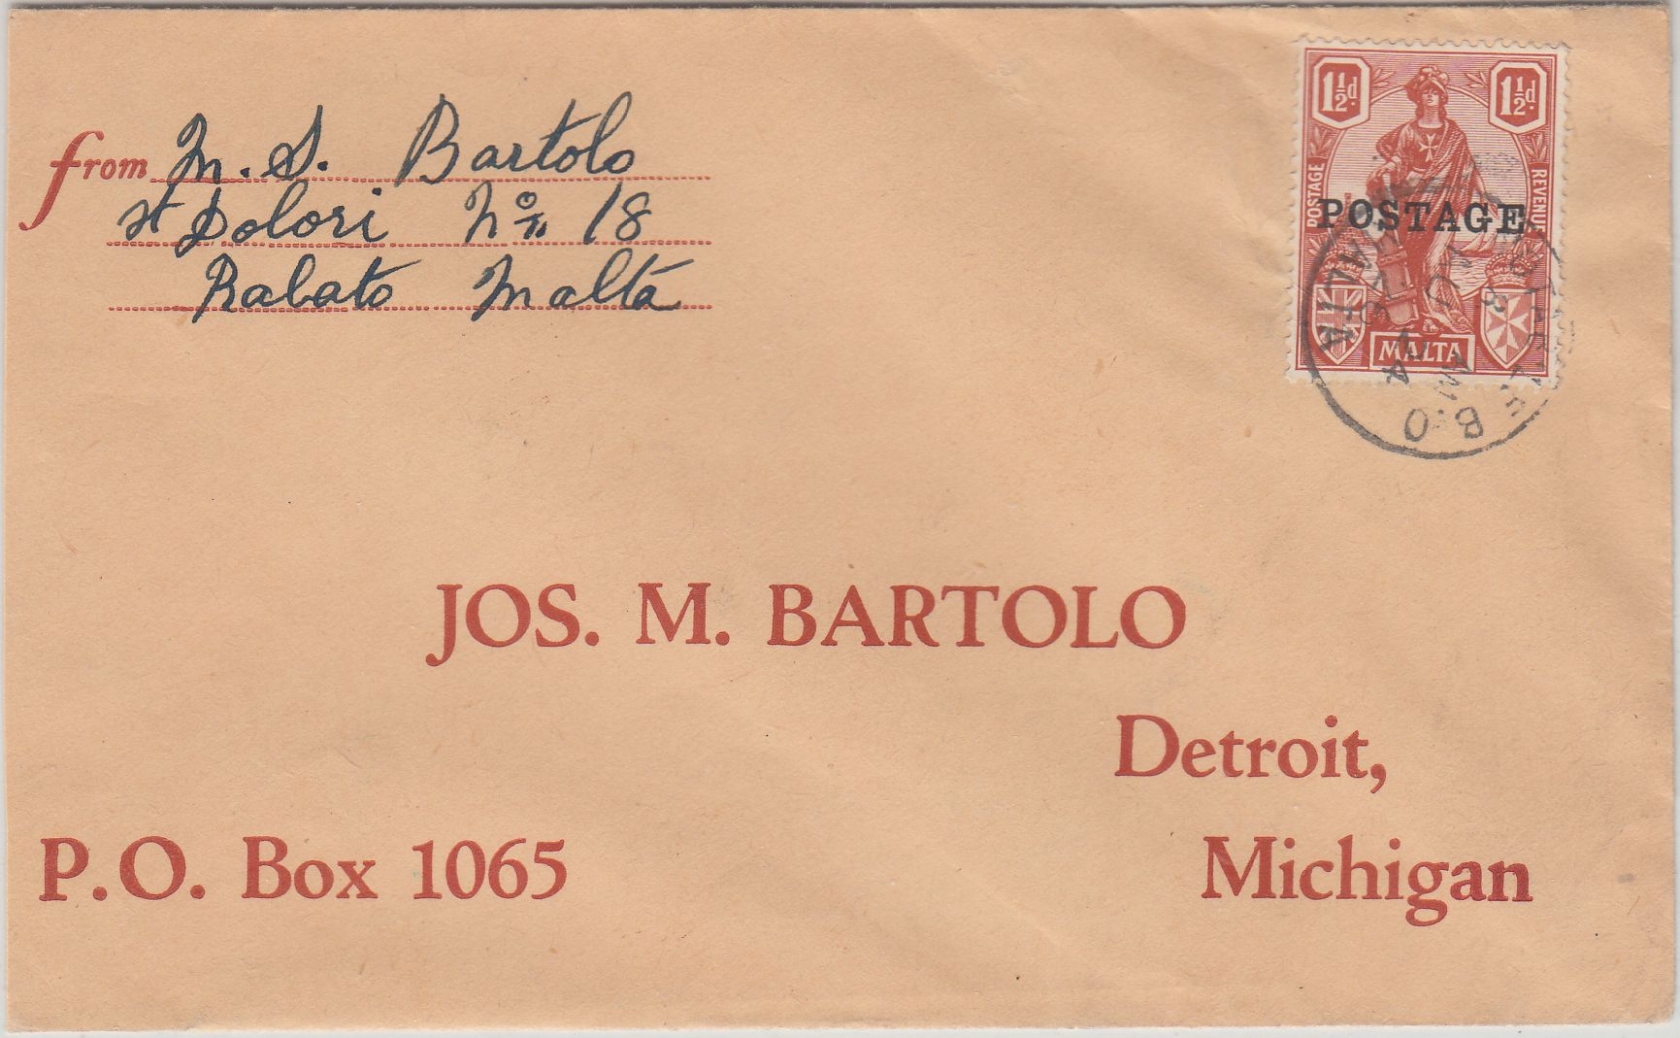 from M. S. Bartolo
st Dolori No 18
Rabato Malta
1½d 1½d
POSTAGE
REVENUE
POSTAGE
MALTA
MALTA
B.O
JOS. M. BARTOLO
Detroit,
P.O. Box 1065
Michigan